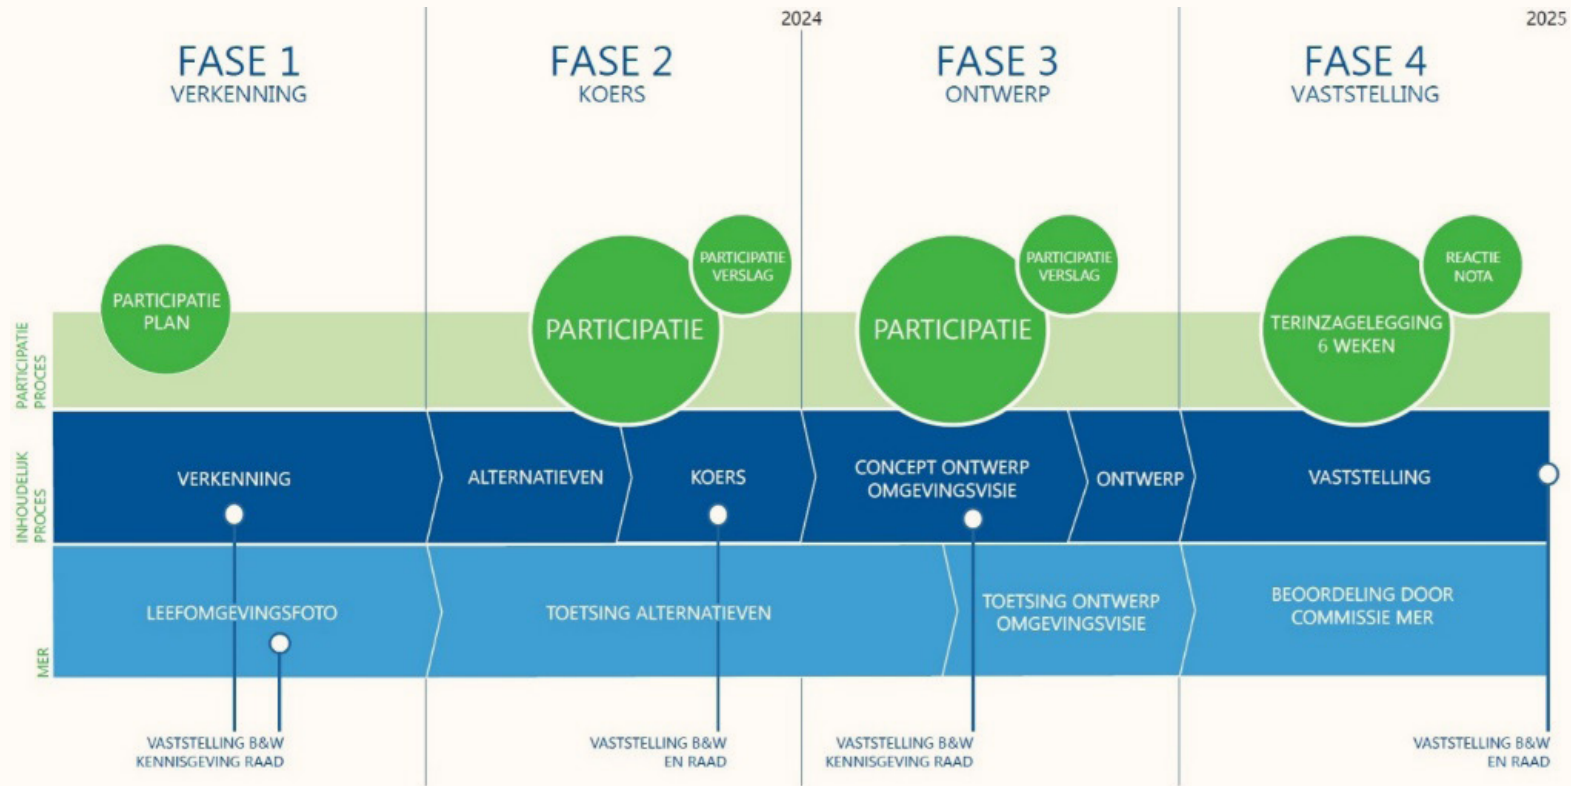 2024
2025
FASE 1
VERKENNING
FASE 2
KOERS
FASE 3
ONTWERP
FASE 4
VASTSTELLING
PARTICIPATIE
PROCES
PARTICIPATIE
PLAN
PARTICIPATIE
PARTICIPATIE
VERSLAG
PARTICIPATIE
PARTICIPATIE
VERSLAG
TERINZAGELEGGING
6 WEKEN
REACTIE
NOTA
INHOUDELIJK
PROCES
VERKENNING
ALTERNATIEVEN
KOERS
CONCEPT ONTWERP
OMGEVINGSVISIE
ONTWERP
VASTSTELLING
MER
LEEFOMGEVINGSFOTO
TOETSING ALTERNATIEVEN
TOETSING ONTWERP
OMGEVINGSVISIE
BEOORDELING DOOR
COMMISSIE MER
VASTSTELLING B&W
KENNISGEVING RAAD
VASTSTELLING B&W
EN RAAD
VASTSTELLING B&W
KENNISGEVING RAAD
VASTSTELLING B&W
EN RAAD